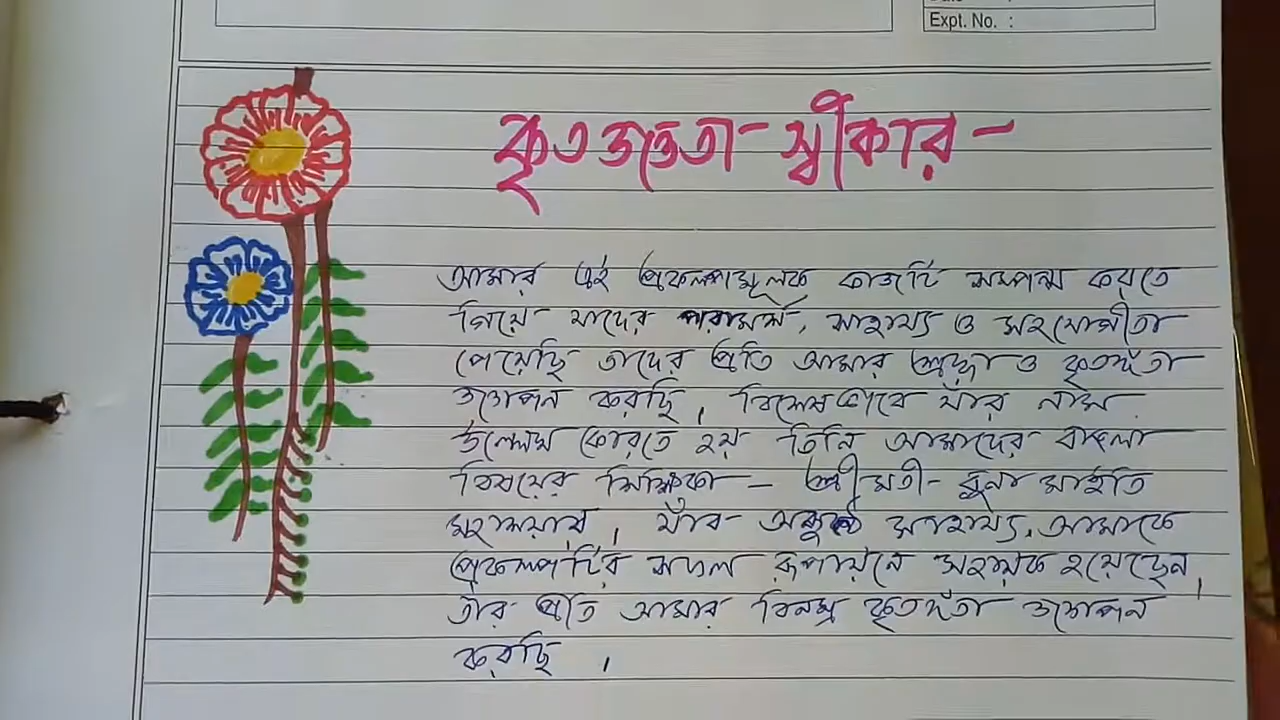 Expt. No. :
কৃতজ্ঞতা স্বীকার -
আমার এই প্রকল্পমূলক কাজটি সম্পন্ন করতে
গিয়ে যাদের পরামর্শ, সাহায্য ও সহযোগীতা
পেয়েছি তাদের প্রতি আমার শ্রদ্ধা ও কৃতজ্ঞতা
জ্ঞাপন করছি, বিশেষভাবে যাঁর নাম
উল্লেখ করতে হয় তিনি আমাদের বাংলা
বিষয়ের শিক্ষিকা - শ্রীমতী মাইতি
মহাশয়ার, যাঁর অকুণ্ঠ সাহায্য, আমাকে
প্রকল্পটির সফল রূপায়নে সহায়ক হয়েছেন,
তাঁর প্রতি আমার বিনম্র কৃতজ্ঞতা জ্ঞাপন
করছি ।